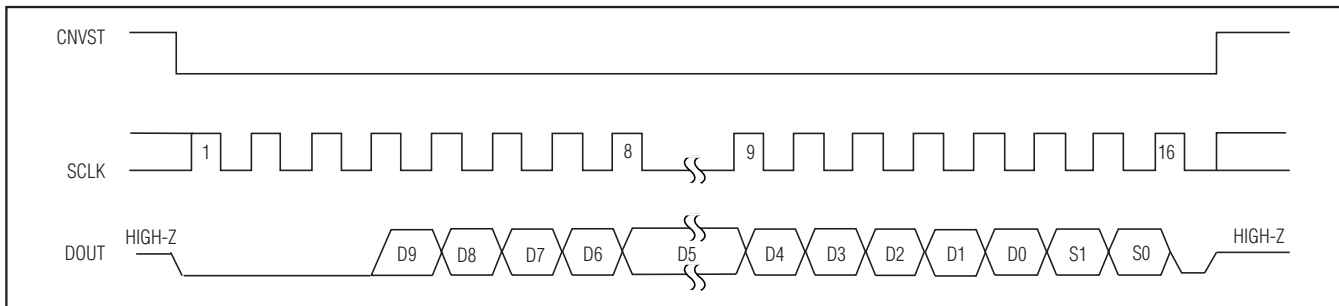 CNVST
SCLK
1
8
9
16
DOUT
HIGH-Z
D9
D8
D7
D6
D5
D4
D3
D2
D1
D0
S1
S0
HIGH-Z